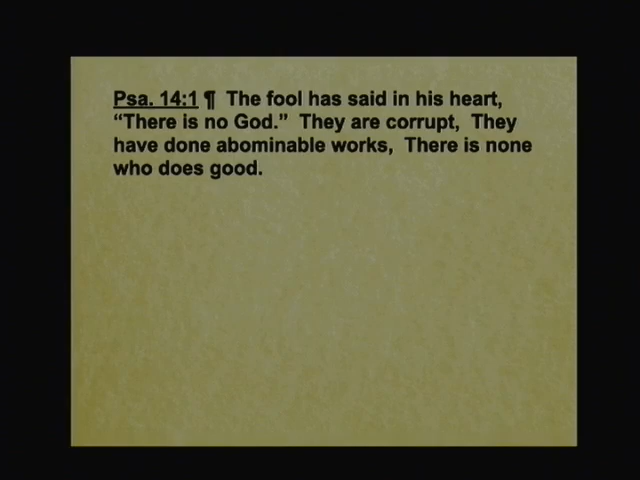 Psa. 14:1 ¶  The fool has said in his heart,
“There is no God.”  They are corrupt,  They
have done abominable works,  There is none
who does good.